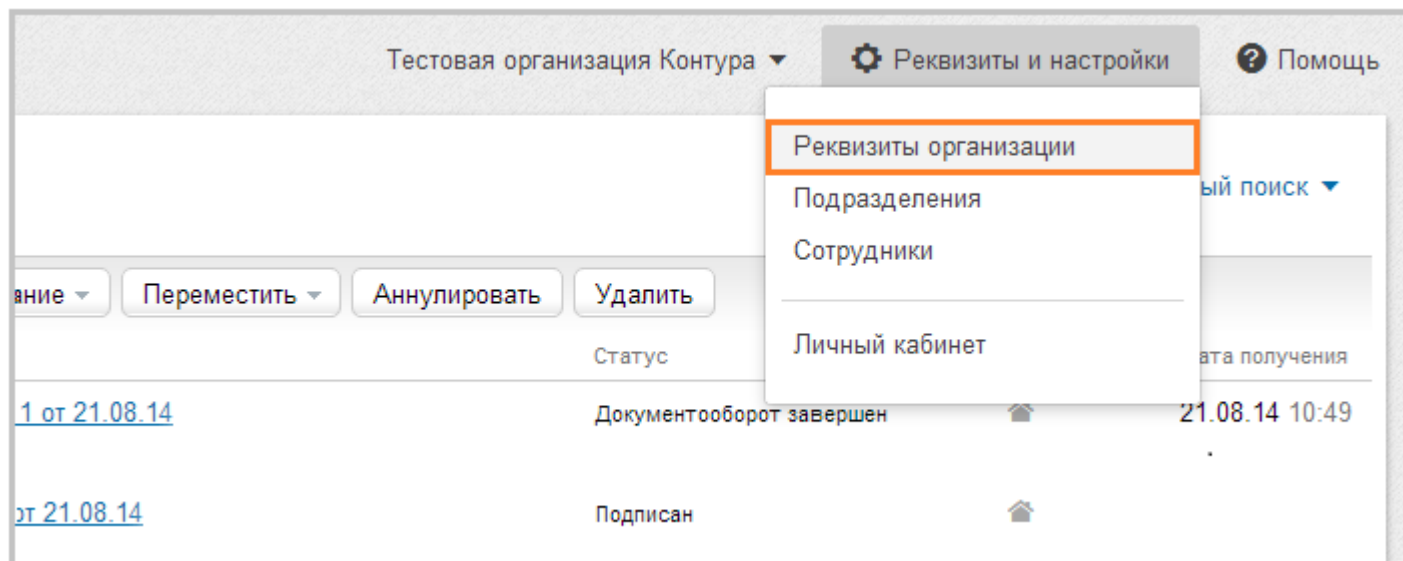 Тестовая организация Контура Реквизиты и настройки Помощь
Реквизиты организации
ый поиск
Подразделения
Сотрудники
ание Переместить Аннулировать Удалить
Личный кабинет
Статус ата получения
1 от 21.08.14 Документооборот завершен 21.08.14 10:49
от 21.08.14 Подписан